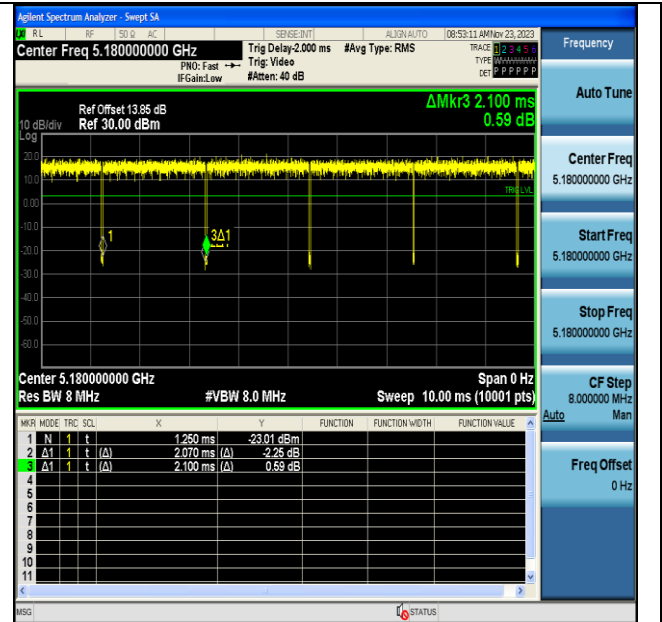 Agilent Spectrum Analyzer - Swept SA
RL RF 50 Ω AC SENSE:INT ALIGN AUTO 08:53:11 AM Nov 23, 2023
Center Freq 5.180000000 GHz
Trig Delay-2.000 ms #Avg Type: RMS
TRACE 1 2 3 4 5 6
PNO: Fast Trig: Video
TYPE
IFGain:Low #Atten: 40 dB
DET P P P P P P
Frequency
Auto Tune
ΔMkr3 2.100 ms
0.59 dB
Ref Offset 13.85 dB
10 dB/div Ref 30.00 dBm
Log
20.0
10.0
0.00
-10.0
-20.0
-30.0
-40.0
-50.0
-60.0
TRIG LVL
1
3Δ1
Center Freq
5.180000000 GHz
Start Freq
5.180000000 GHz
Stop Freq
5.180000000 GHz
Center 5.180000000 GHz Span 0 Hz
Res BW 8 MHz #VBW 8.0 MHz Sweep 10.00 ms (10001 pts)
CF Step
8.000000 MHz
Auto Man
Freq Offset
0 Hz
MKR MODE TRC SCL X Y FUNCTION FUNCTION WIDTH FUNCTION VALUE
1 N 1 t 1.250 ms -23.01 dBm
2 Δ1 1 t (Δ) 2.070 ms (Δ) -2.25 dB
3 Δ1 1 t (Δ) 2.100 ms (Δ) 0.59 dB
4
5
6
7
8
9
10
11
MSG STATUS